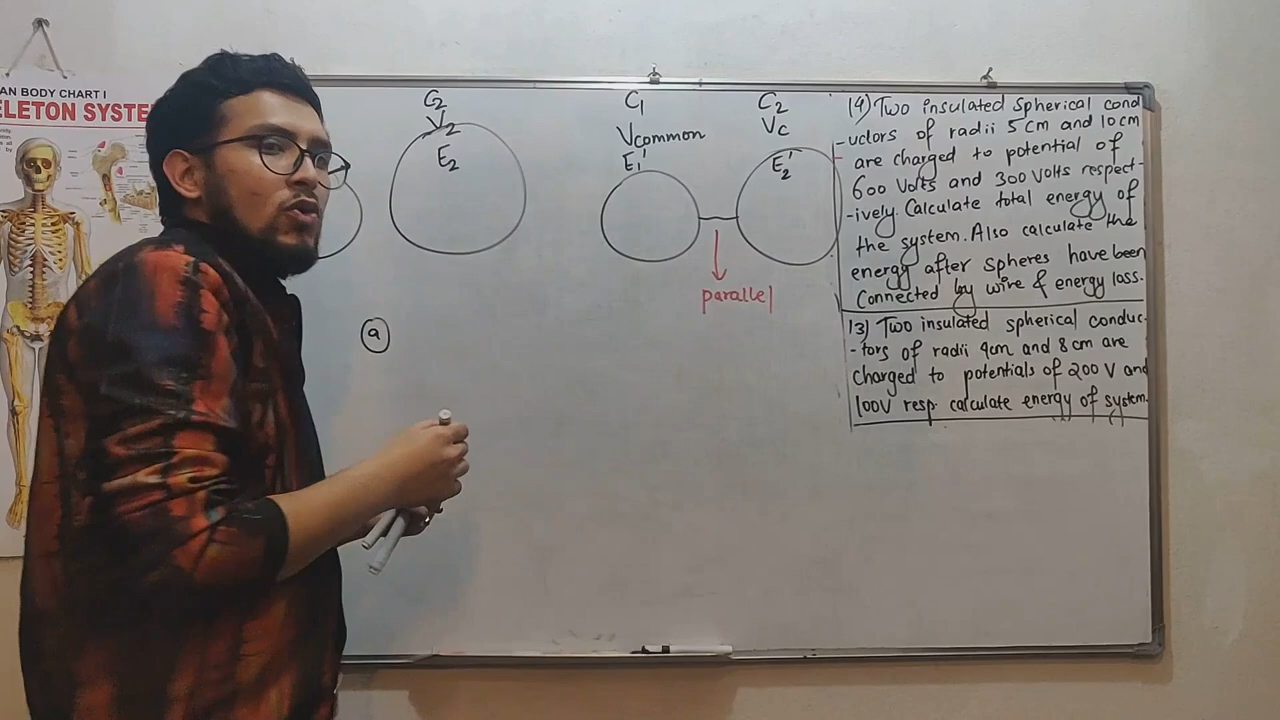 AN BODY CHART I
ELETON SYSTE
C2
V2
E2
C1
Vcommon
E1'
C2
Vc
E2'
parallel
a
14) Two insulated spherical cond
-uctors of radii 5 cm and 10 cm
- are charged to potential of
600 Volts and 300 Volts respect-
-ively. Calculate total energy of
the system. Also calculate the
energy after spheres have been
Connected by wire & energy loss.
13) Two insulated spherical conduc-
-tors of radii 4cm and 8 cm are
charged to potentials of 200 V and
100V resp. calculate energy of system.